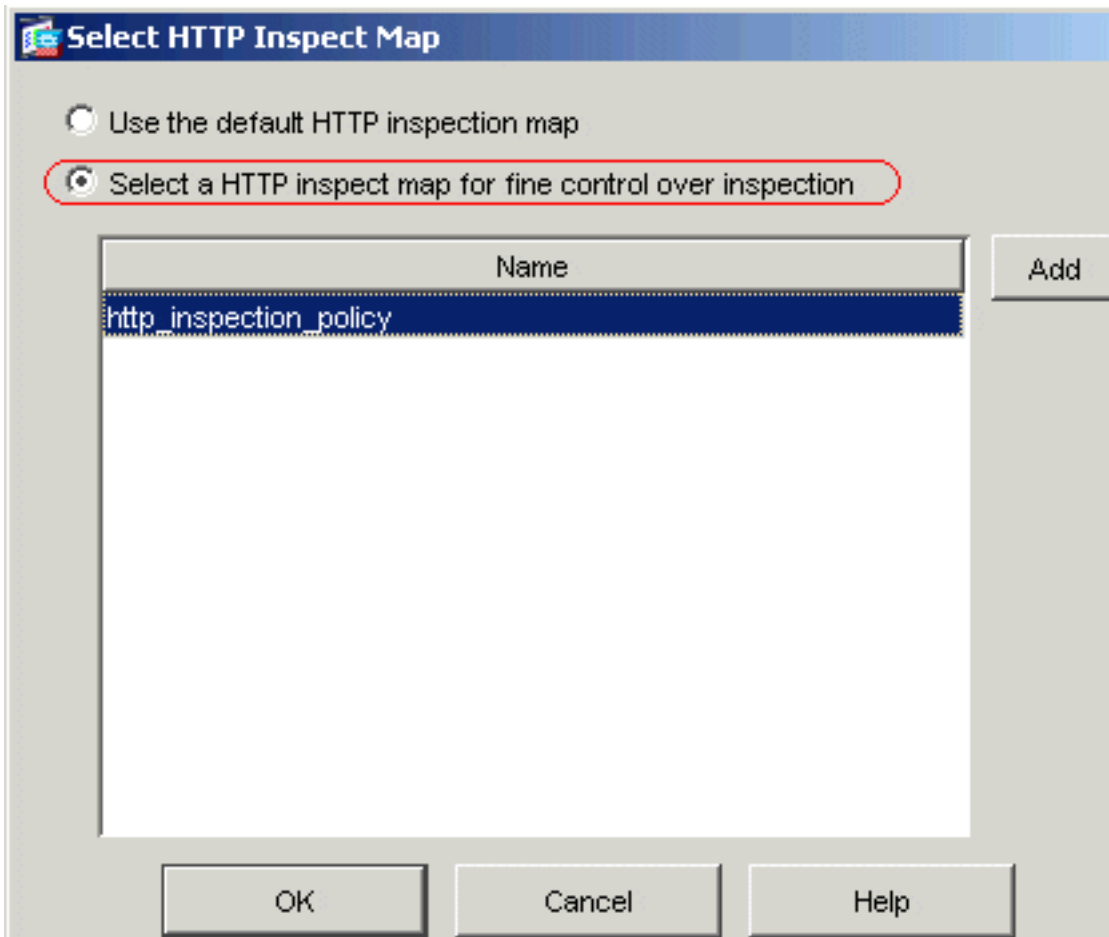 Select HTTP Inspect Map
Use the default HTTP inspection map
Select a HTTP inspect map for fine control over inspection
Name
Add
http_inspection_policy
OK
Cancel
Help